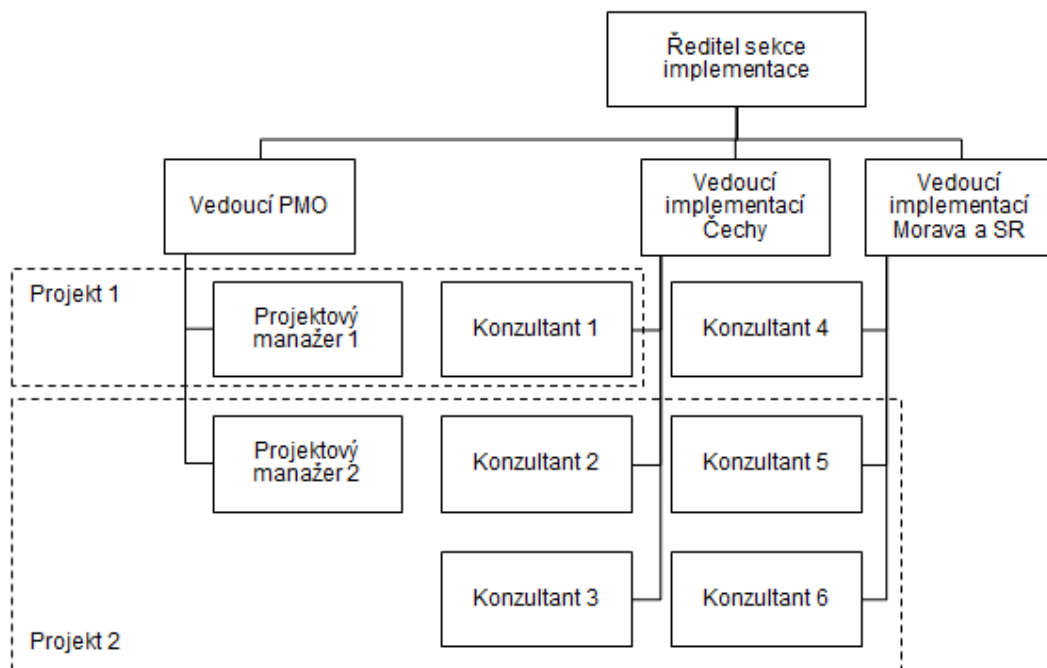 Ředitel sekce
implementace
Vedoucí PMO
Vedoucí
implementací
Čechy
Vedoucí
implementací
Morava a SR
Projekt 1
Projektový
manažer 1
Konzultant 1
Konzultant 4
Projektový
manažer 2
Konzultant 2
Konzultant 5
Konzultant 3
Konzultant 6
Projekt 2